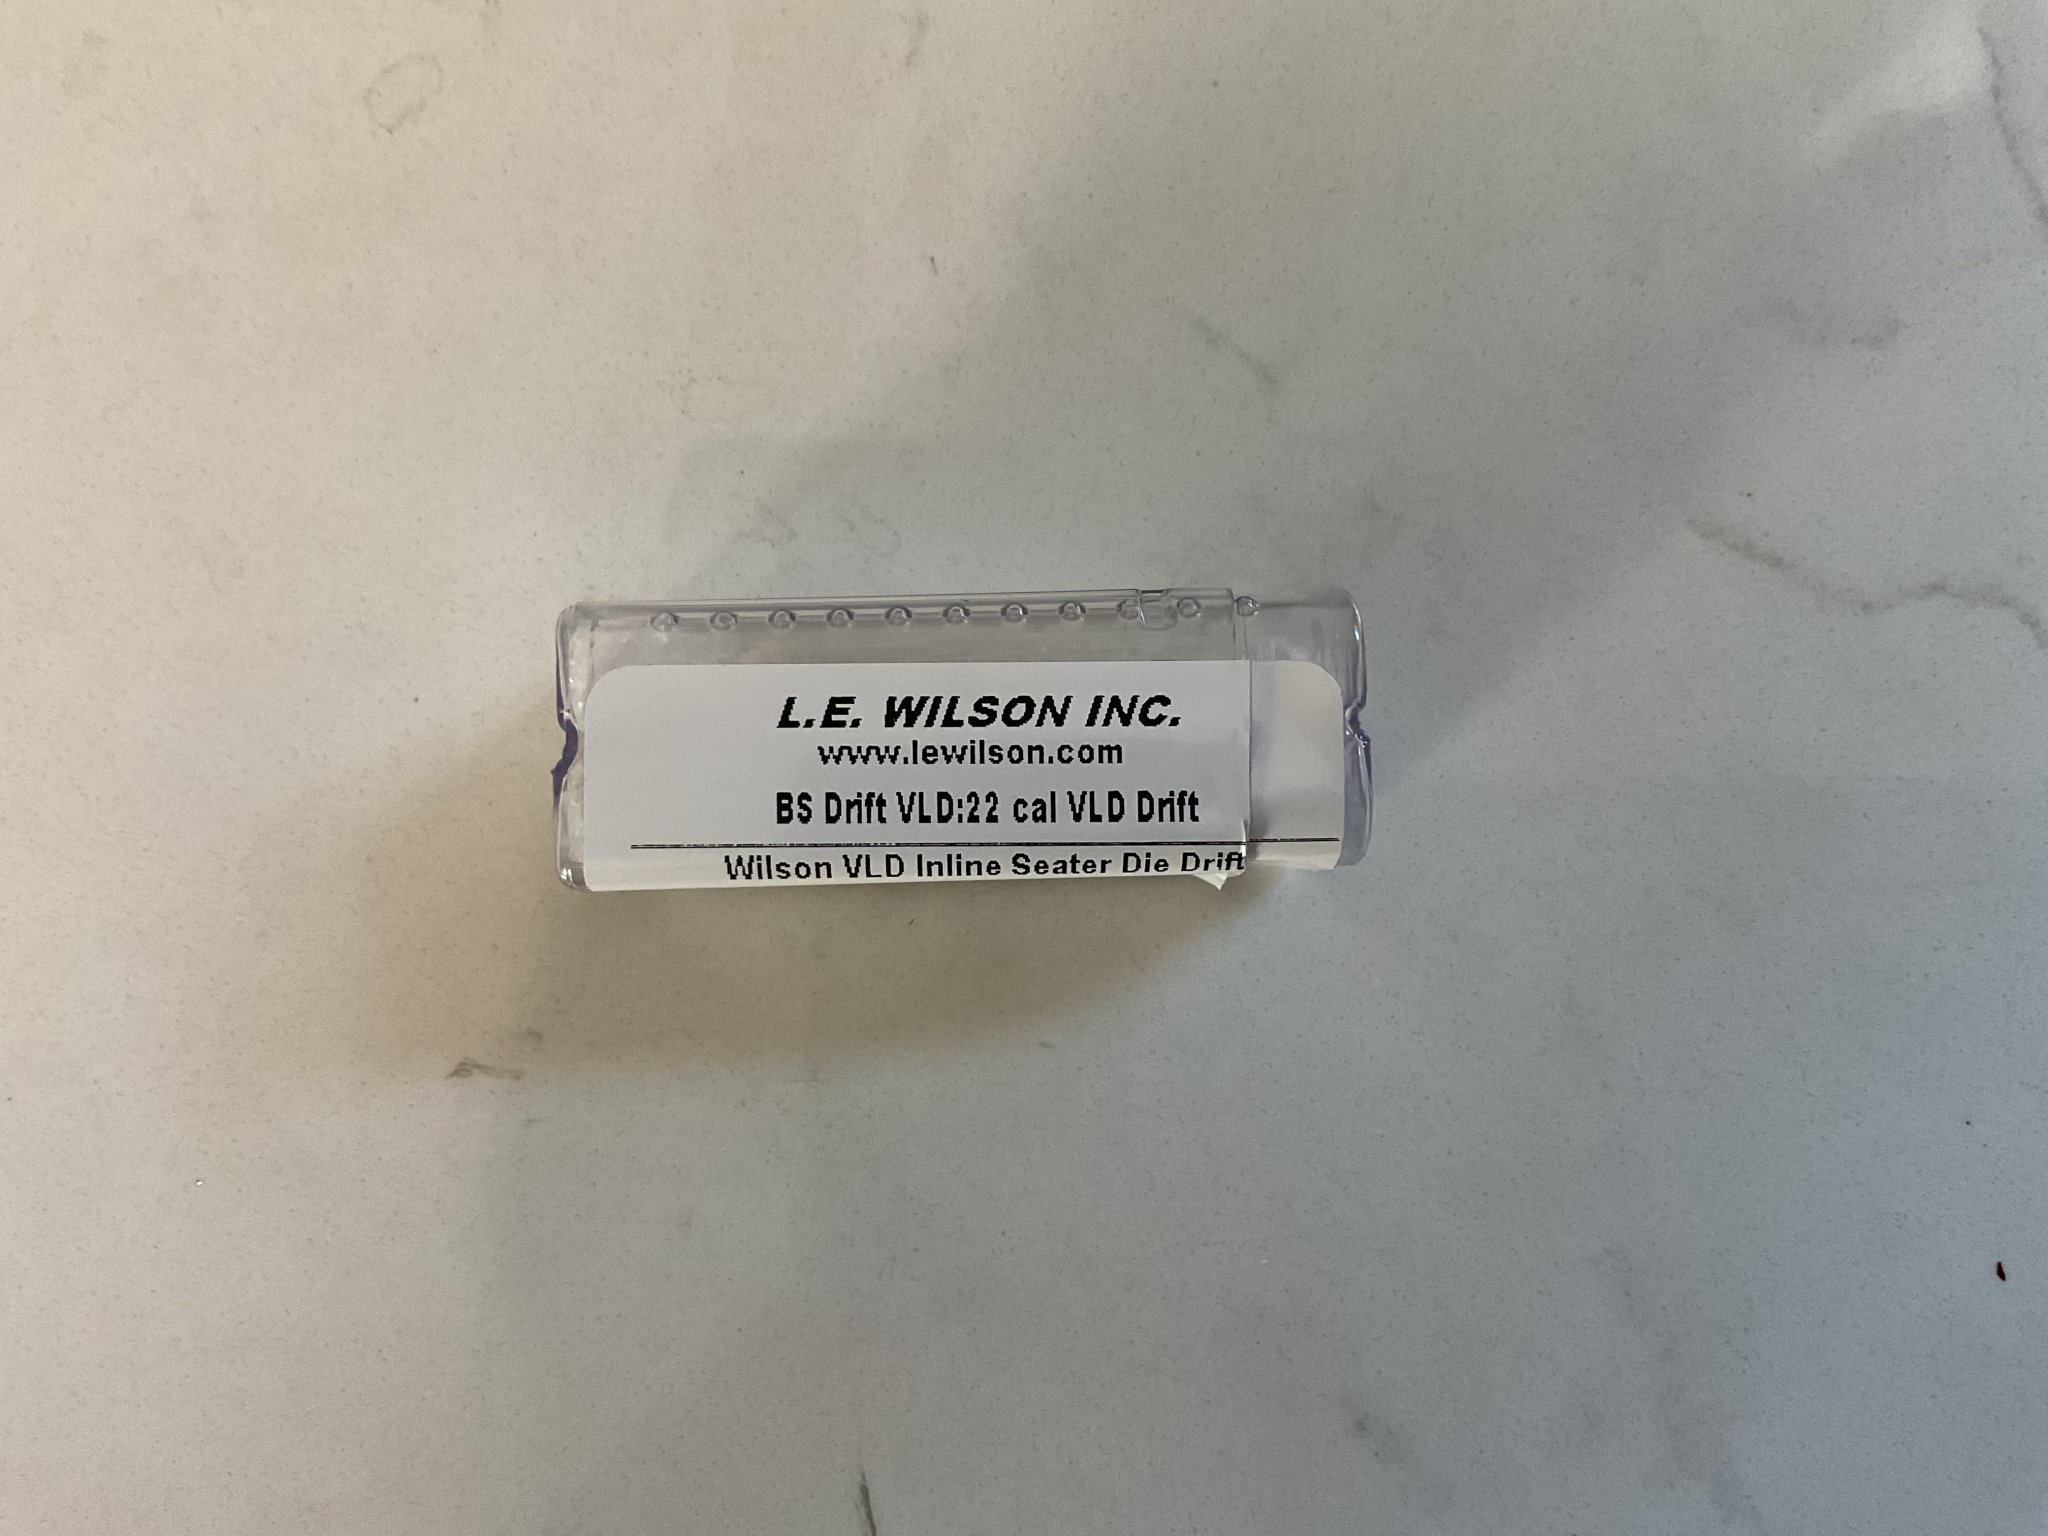 L.E. WILSON INC.
www.lewilson.com
BS Drift VLD:22 cal VLD Drift
Wilson VLD Inline Seater Die Drift